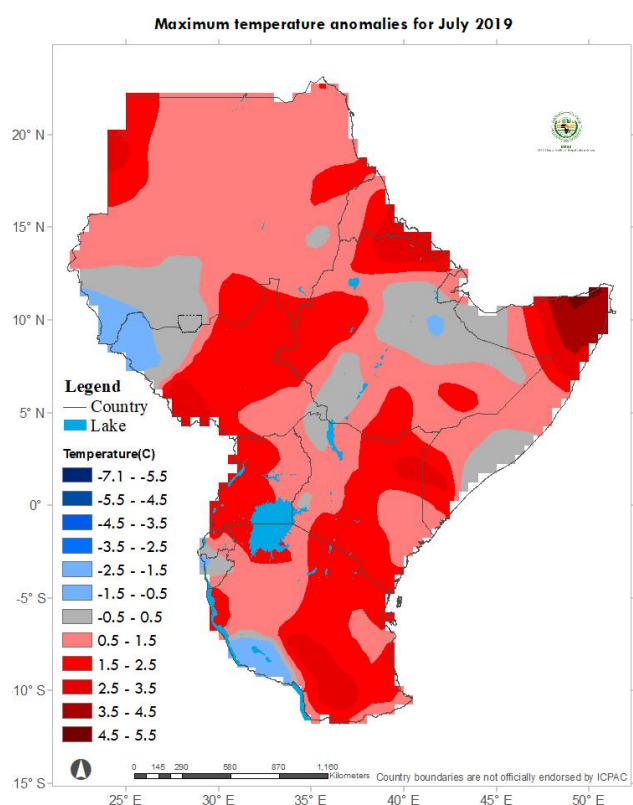 Maximum temperature anomalies for July 2019
20° N
15° N
10° N
5° N
0°
5° S
10° S
15° S
Legend
Country
Lake
Temperature(C)
-7.1 - -5.5
-5.5 - -4.5
-4.5 - -3.5
-3.5 - -2.5
-2.5 - -1.5
-1.5 - -0.5
-0.5 - 0.5
0.5 - 1.5
1.5 - 2.5
2.5 - 3.5
3.5 - 4.5
4.5 - 5.5
0 145 290 580 870 1,160
Kilometers
Country boundaries are not officially endorsed by ICPAC
25° E 30° E 35° E 40° E 45° E 50° E